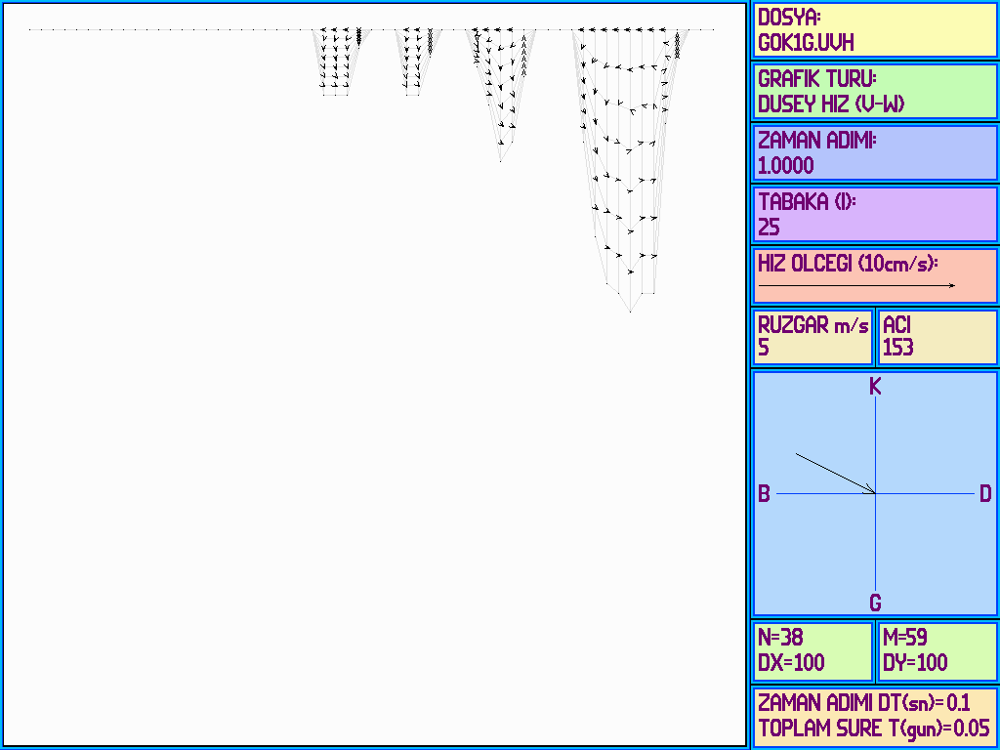 DOSYA:
GOK1G.UVH
GRAFIK TURU:
DUSEY HIZ (V-W)
ZAMAN ADIMI:
1.0000
TABAKA (I):
25
HIZ OLCEGI (10cm/s):
RUZGAR m/s
5
ACI
153
K
B
D
G
N=38
DX=100
M=59
DY=100
ZAMAN ADIMI DT(sn)=0.1
TOPLAM SURE T(gun)=0.05